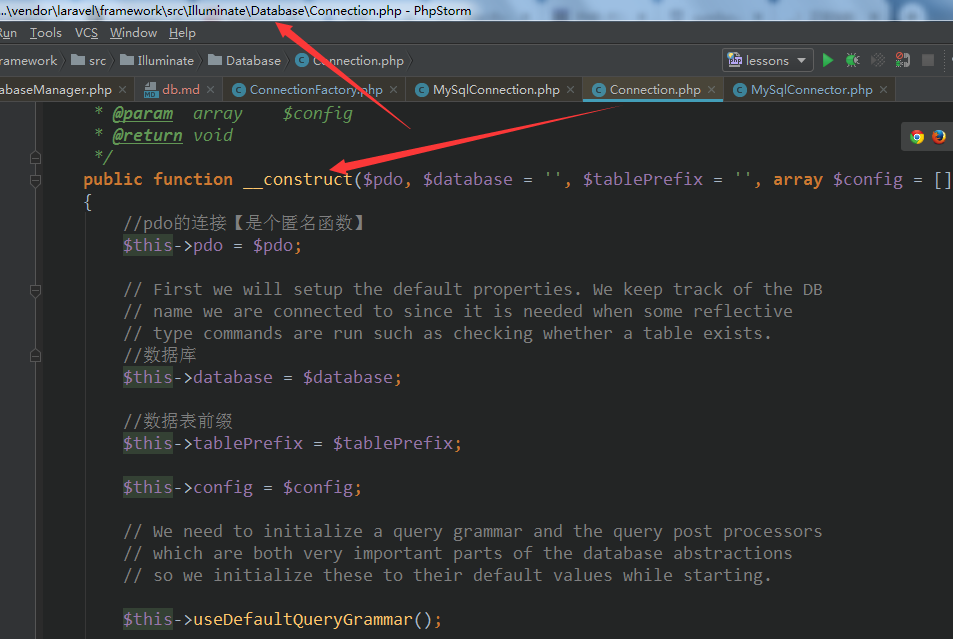 ...\vendor\laravel\framework\src\Illuminate\Database\Connection.php - PhpStorm
Run Tools VCS Window Help
ramework src Illuminate Database Connection.php lessons
abaseManager.php db.md ConnectionFactory.php MySqlConnection.php Connection.php MySqlConnector.php
* @param array $config
* @return void
*/
public function __construct($pdo, $database = '', $tablePrefix = '', array $config = []
{
//pdo的连接【是个匿名函数】
$this->pdo = $pdo;
// First we will setup the default properties. We keep track of the DB
// name we are connected to since it is needed when some reflective
// type commands are run such as checking whether a table exists.
//数据库
$this->database = $database;
//数据表前缀
$this->tablePrefix = $tablePrefix;
$this->config = $config;
// We need to initialize a query grammar and the query post processors
// which are both very important parts of the database abstractions
// so we initialize these to their default values while starting.
$this->useDefaultQueryGrammar();